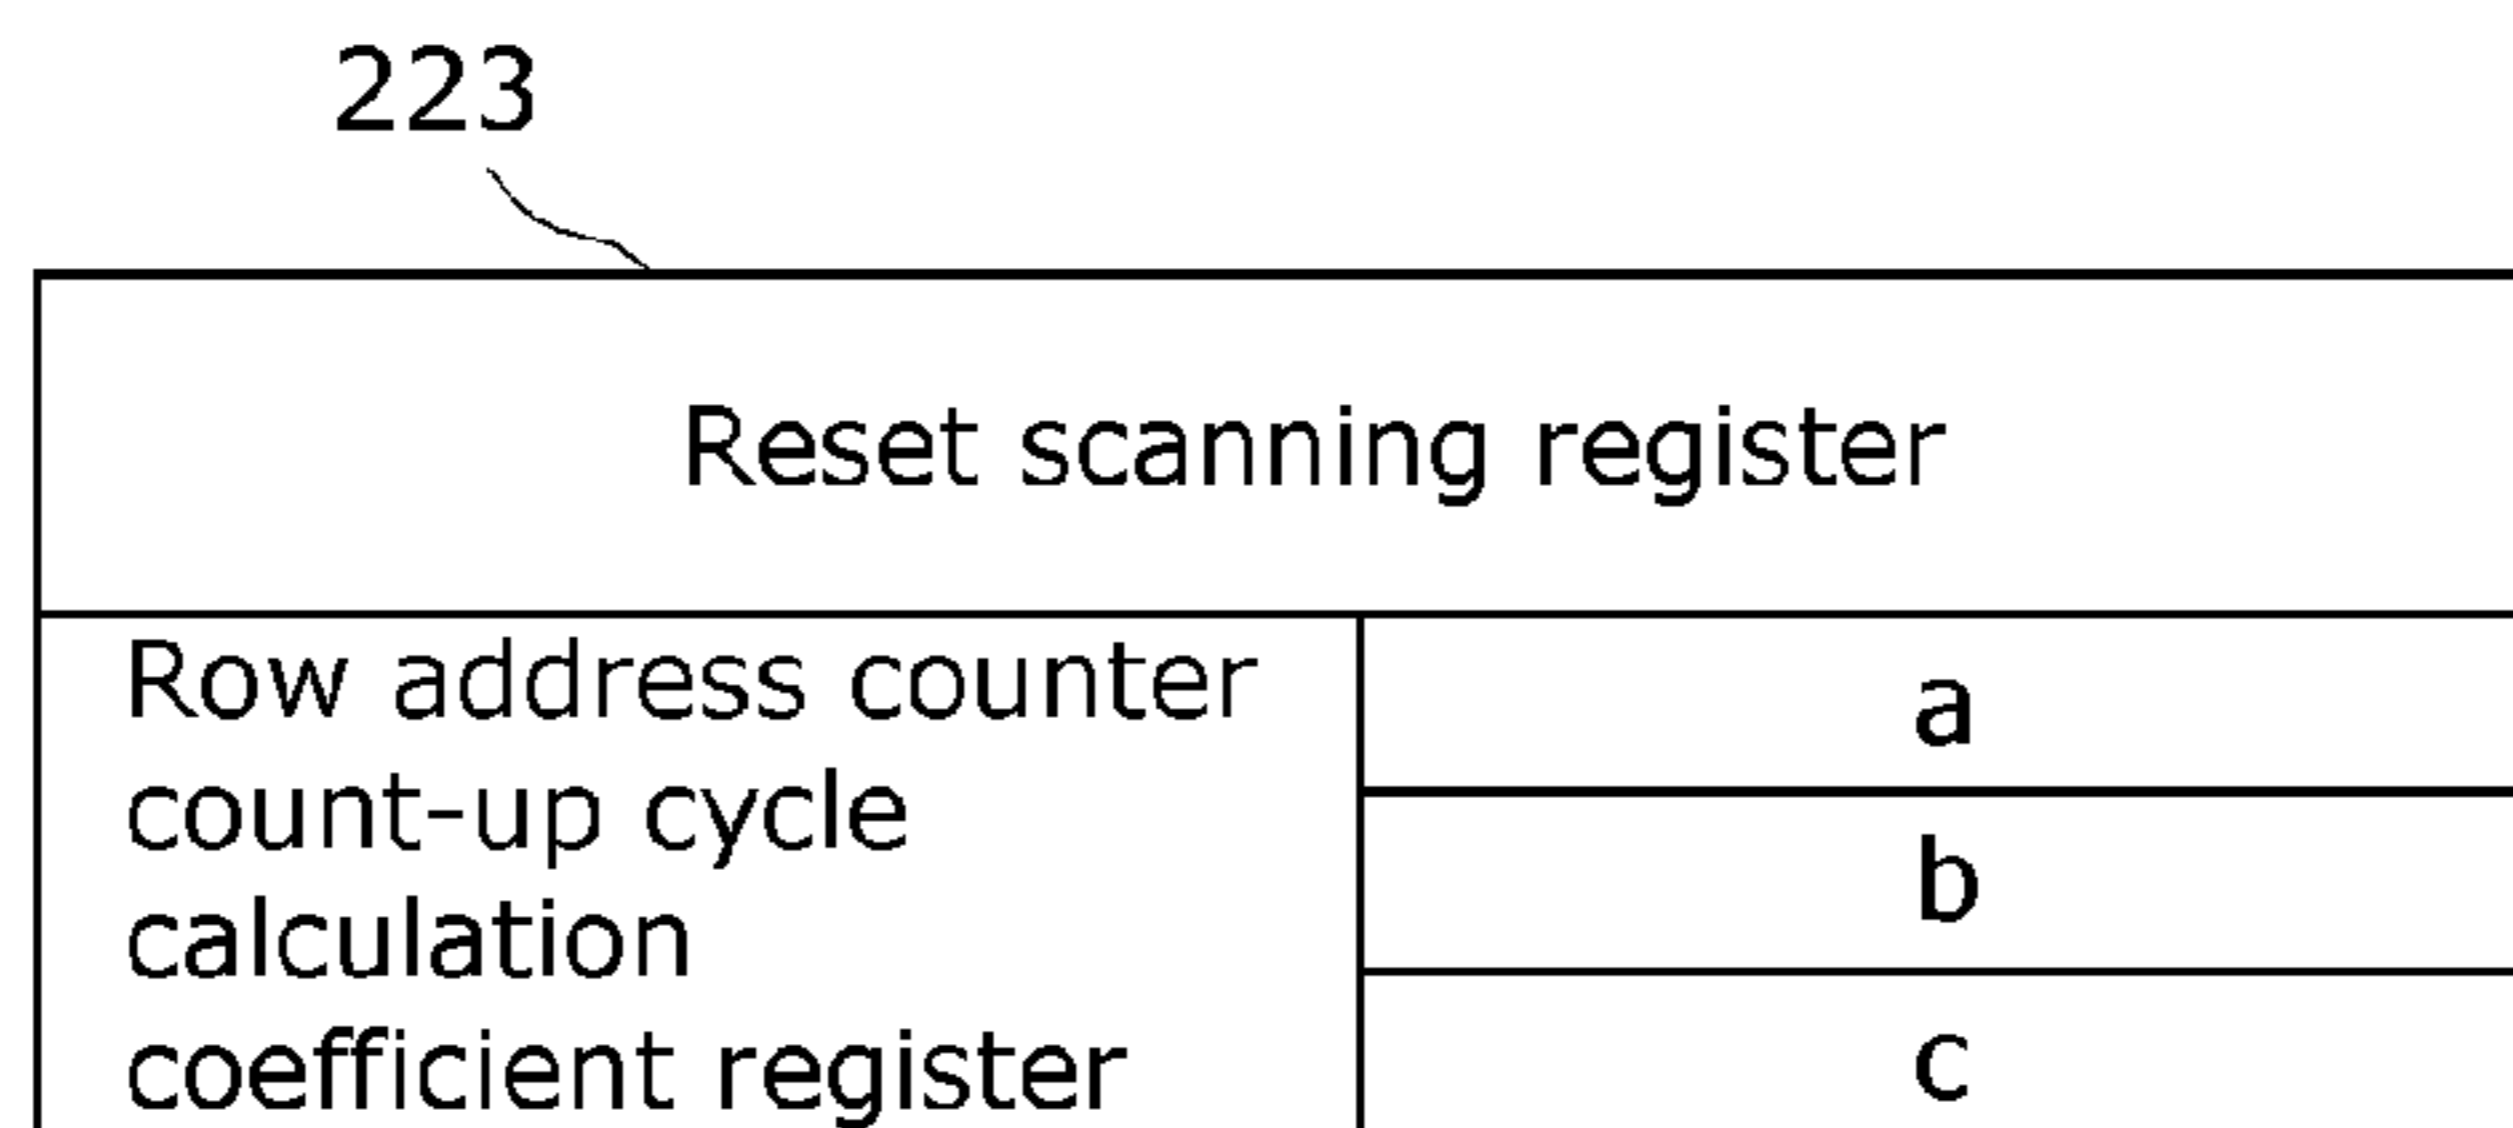 223
Reset scanning register
Row address counter
count-up cycle
calculation
coefficient register
a
b
c